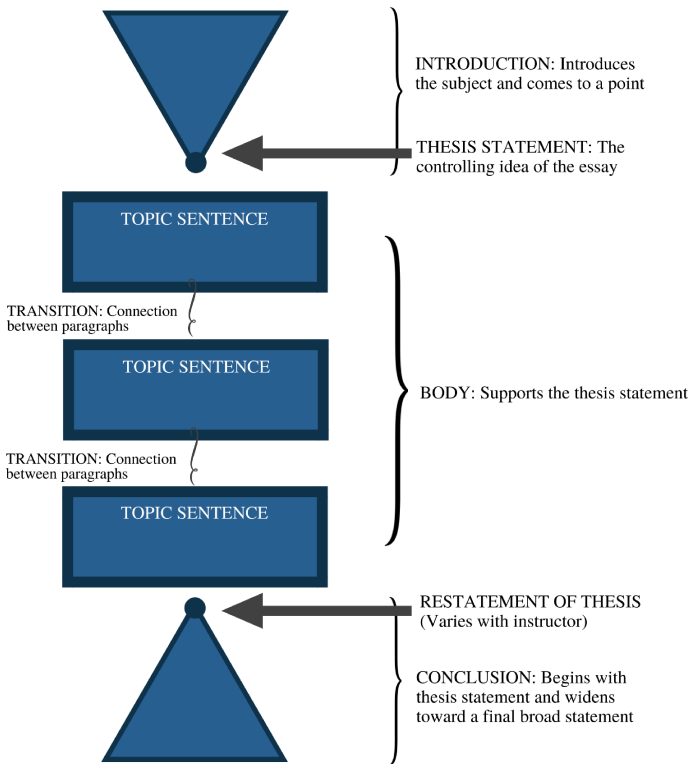 INTRODUCTION: Introduces
the subject and comes to a point
THESIS STATEMENT: The
controlling idea of the essay
TOPIC SENTENCE
TRANSITION: Connection
between paragraphs
TOPIC SENTENCE
BODY: Supports the thesis statement
TRANSITION: Connection
between paragraphs
TOPIC SENTENCE
RESTATEMENT OF THESIS
(Varies with instructor)
CONCLUSION: Begins with
thesis statement and widens
toward a final broad statement